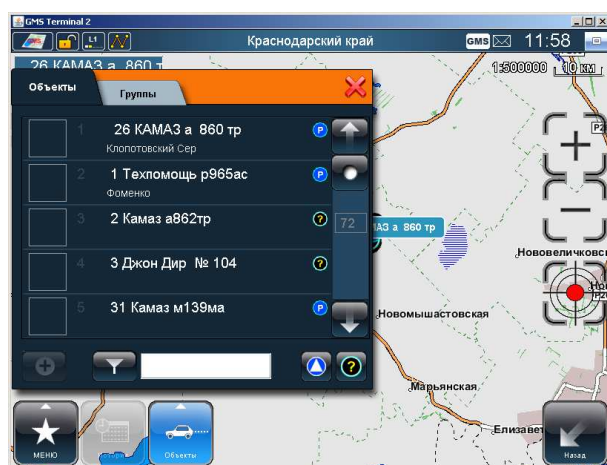 GMS Terminal 2
L1
Краснодарский край
GMS
11:58
26 КАМАЗ а 860 т
1:500000
10 км
Объекты
Группы
1
26 КАМАЗ а 860 тр
P
Клопотовский Сер
2
1 Техпомощь р965ас
P
Фоменко
3
2 Камаз а862тр
?
72
АЗ а 860 тр
4
3 Джон Дир № 104
?
Нововеличковс
5
31 Камаз м139ма
P
Новомышастовская
?
Марьянская
Елизавет
МЕНЮ
Объекты
Назад